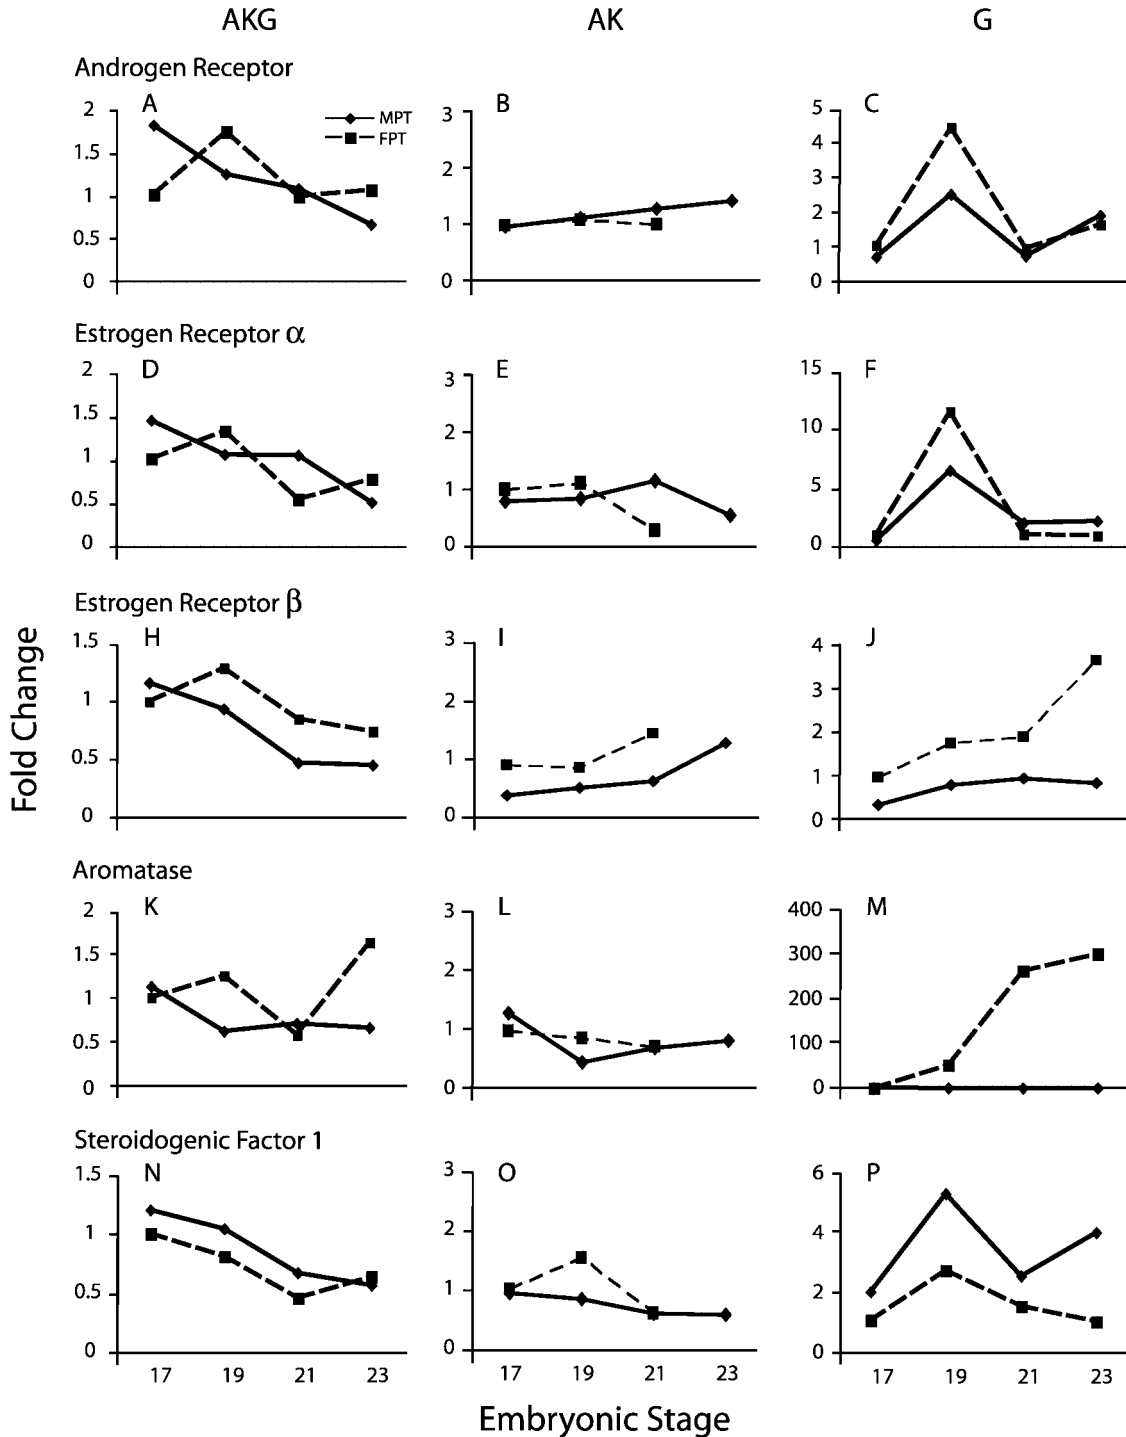 AKG AK G
Androgen Receptor
A B C
MPT
FPT
2 1.5 1 0.5 0
3 2 1 0
5 4 3 2 1 0
Estrogen Receptor α
D E F
2 1.5 1 0.5 0
3 2 1 0
15 10 5 0
Estrogen Receptor β
H I J
1.5 1 0.5 0
3 2 1 0
4 3 2 1 0
Fold Change
Aromatase
K L M
2 1.5 1 0.5 0
3 2 1 0
400 300 200 100 0
Steroidogenic Factor 1
N O P
1.5 1 0.5 0
3 2 1 0
6 4 2 0
17 19 21 23 17 19 21 23 17 19 21 23
Embryonic Stage